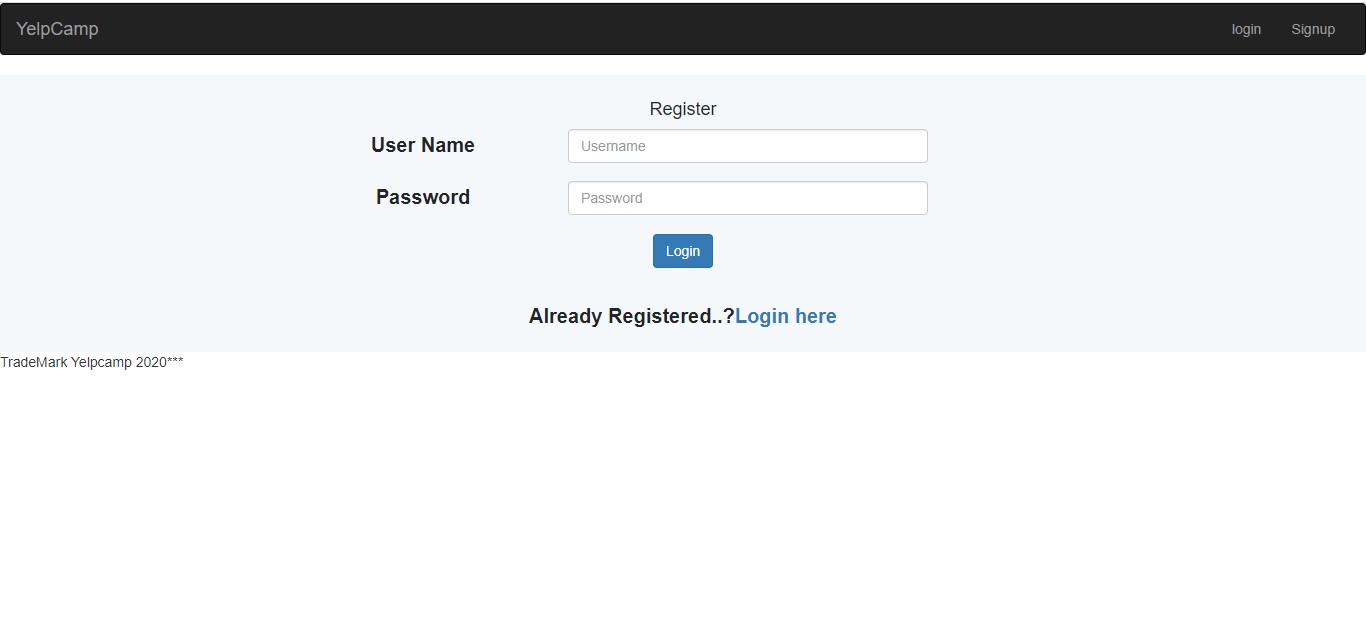 YelpCamp login Signup
Register
User Name Username
Password Password
Login
Already Registered..?Login here
TradeMark Yelpcamp 2020***